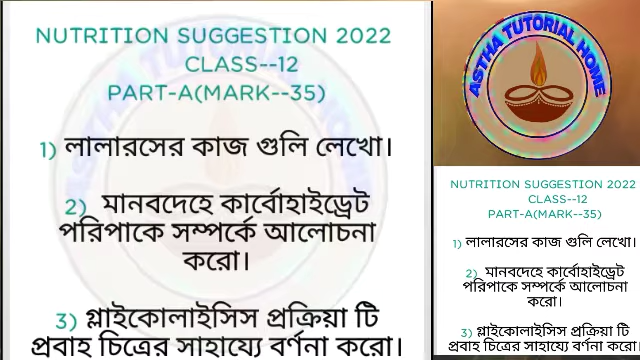 NUTRITION SUGGESTION 2022
CLASS--12
PART-A(MARK--35)
1) লালারসের কাজ গুলি লেখো।
2) মানবদেহে কার্বোহাইড্রেট
পরিপাকে সম্পর্কে আলোচনা
করো।
3) গ্লাইকোলাইসিস প্রক্রিয়া টি
প্রবাহ চিত্রের সাহায্যে বর্ণনা করো।
ASTHA TUTORIAL HOME
NUTRITION SUGGESTION 2022
CLASS--12
PART-A(MARK--35)
1) লালারসের কাজ গুলি লেখো।
2) মানবদেহে কার্বোহাইড্রেট
পরিপাকে সম্পর্কে আলোচনা
করো।
3) গ্লাইকোলাইসিস প্রক্রিয়া টি
প্রবাহ চিত্রের সাহায্যে বর্ণনা করো।